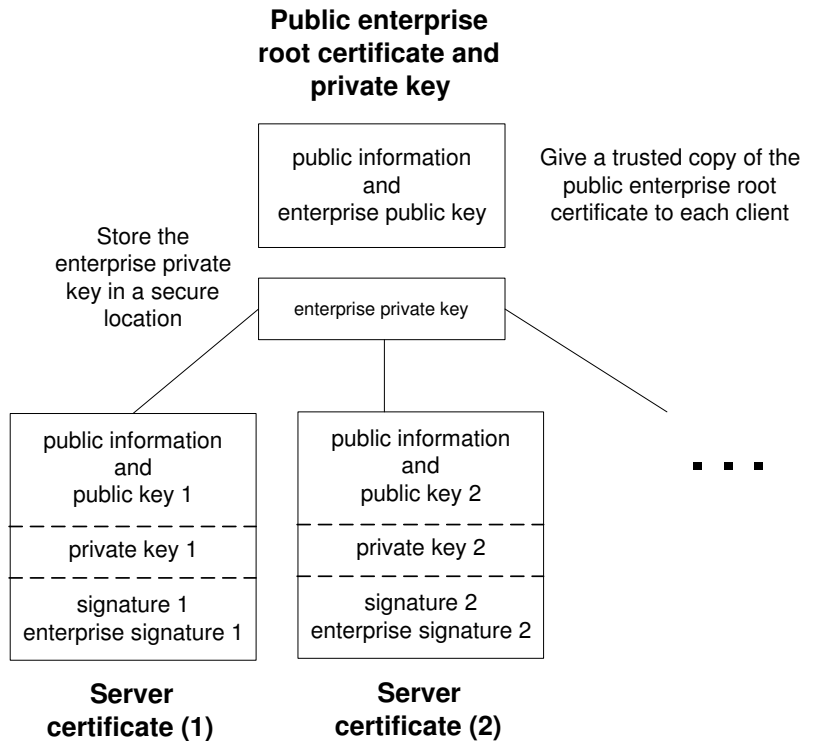 Public enterprise
root certificate and
private key
public information
and
enterprise public key
Give a trusted copy of the
public enterprise root
certificate to each client
Store the
enterprise private
key in a secure
location
enterprise private key
public information
and
public key 1
private key 1
signature 1
enterprise signature 1
Server
certificate (1)
public information
and
public key 2
private key 2
signature 2
enterprise signature 2
Server
certificate (2)
. . .